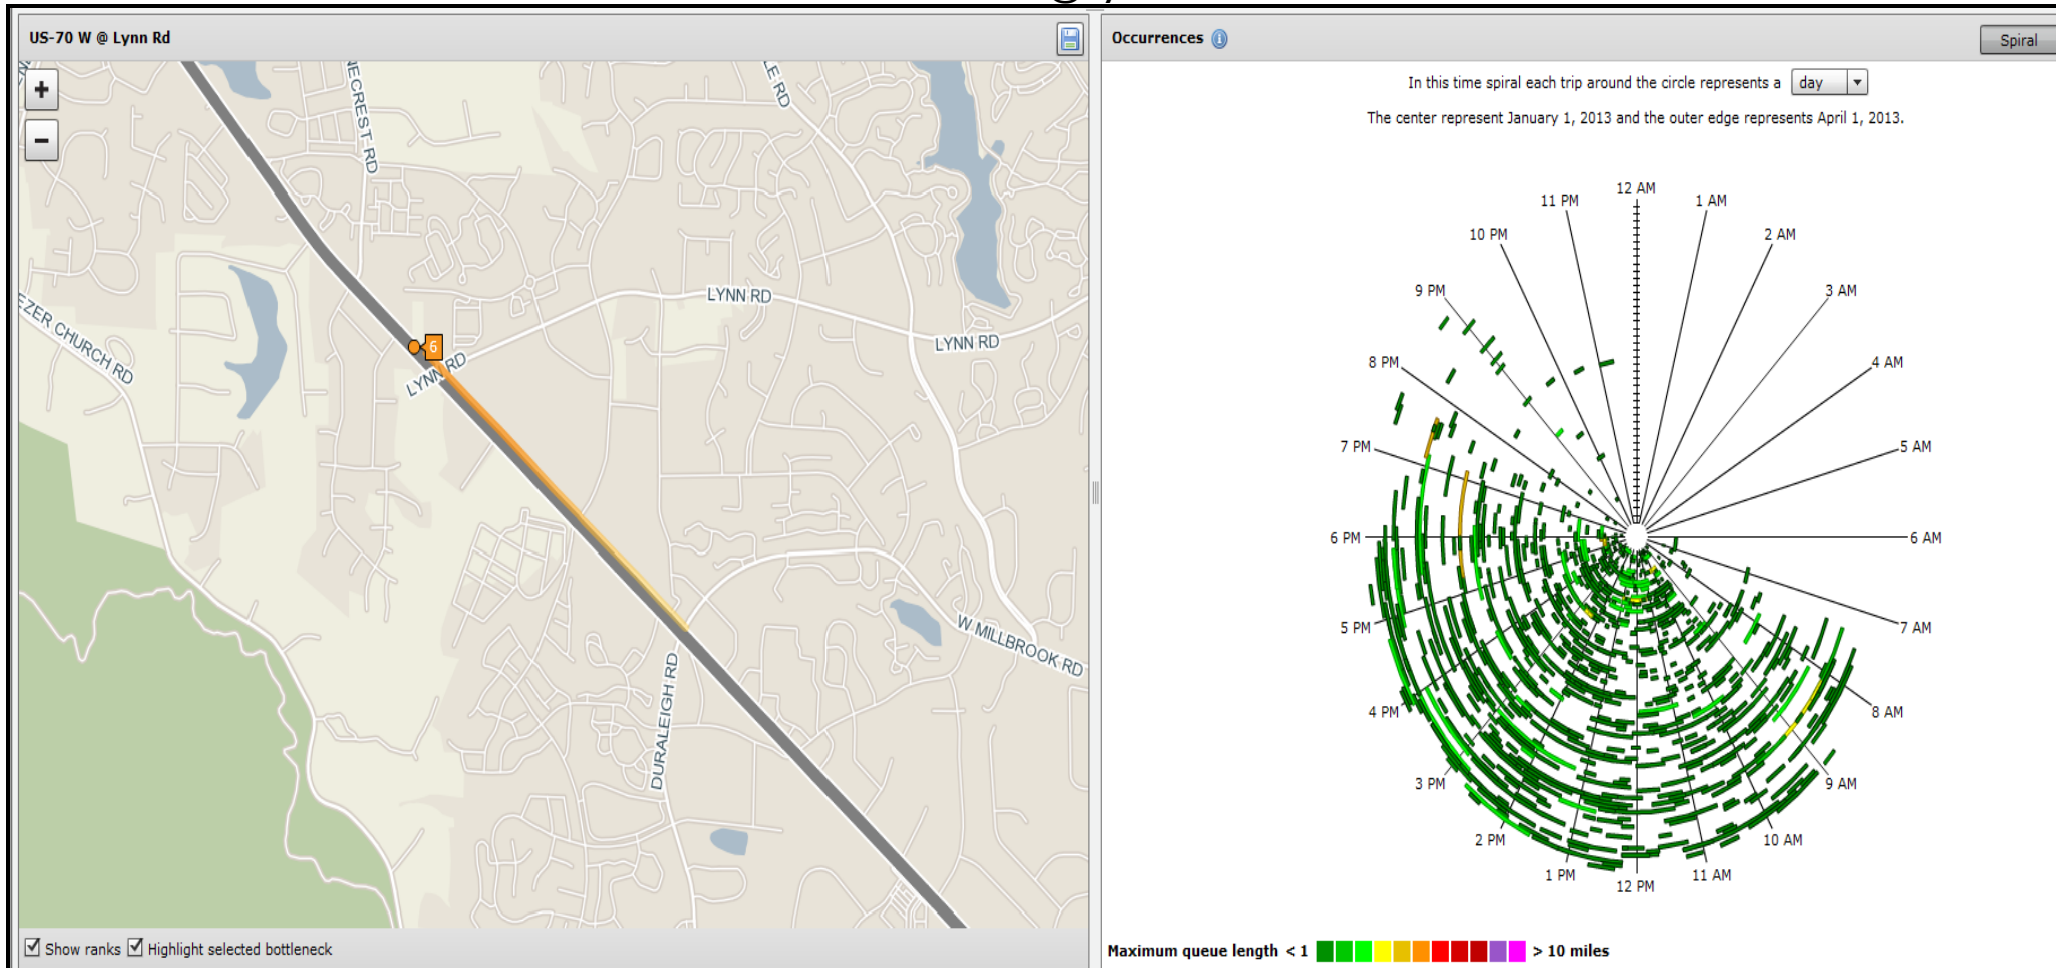 US-70 W @ Lynn Rd
+
−
NECREST RD
LE RD
LYNN RD
LYNN RD
EZER CHURCH RD
6
LYNN RD
W MILLBROOK RD
DURALEIGH RD
Show ranks Highlight selected bottleneck
Occurrences i
Spiral
In this time spiral each trip around the circle represents a day
The center represent January 1, 2013 and the outer edge represents April 1, 2013.
12 AM
1 AM
2 AM
3 AM
4 AM
5 AM
6 AM
7 AM
8 AM
9 AM
10 AM
11 AM
12 PM
1 PM
2 PM
3 PM
4 PM
5 PM
6 PM
7 PM
8 PM
9 PM
10 PM
11 PM
Maximum queue length < 1 > 10 miles